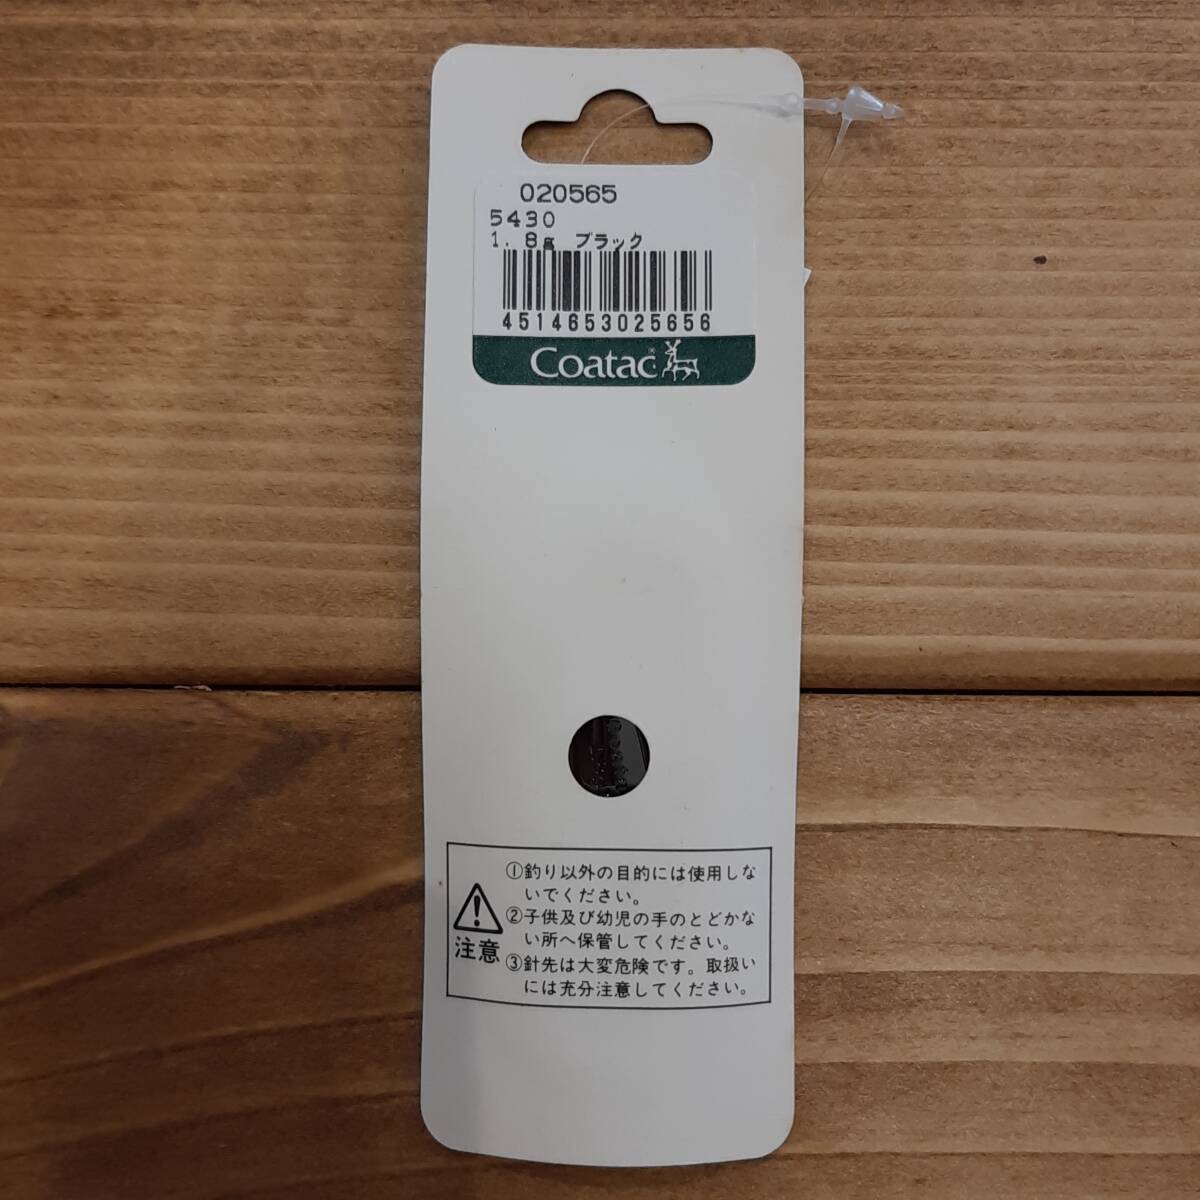 020565
5430
1.8g ブラック
4514653025656
Coatac®
注意
①釣り以外の目的には使用しな
いでください。
②子供及び幼児の手のとどかな
い所へ保管してください。
③針先は大変危険です。取扱い
には充分注意してください。